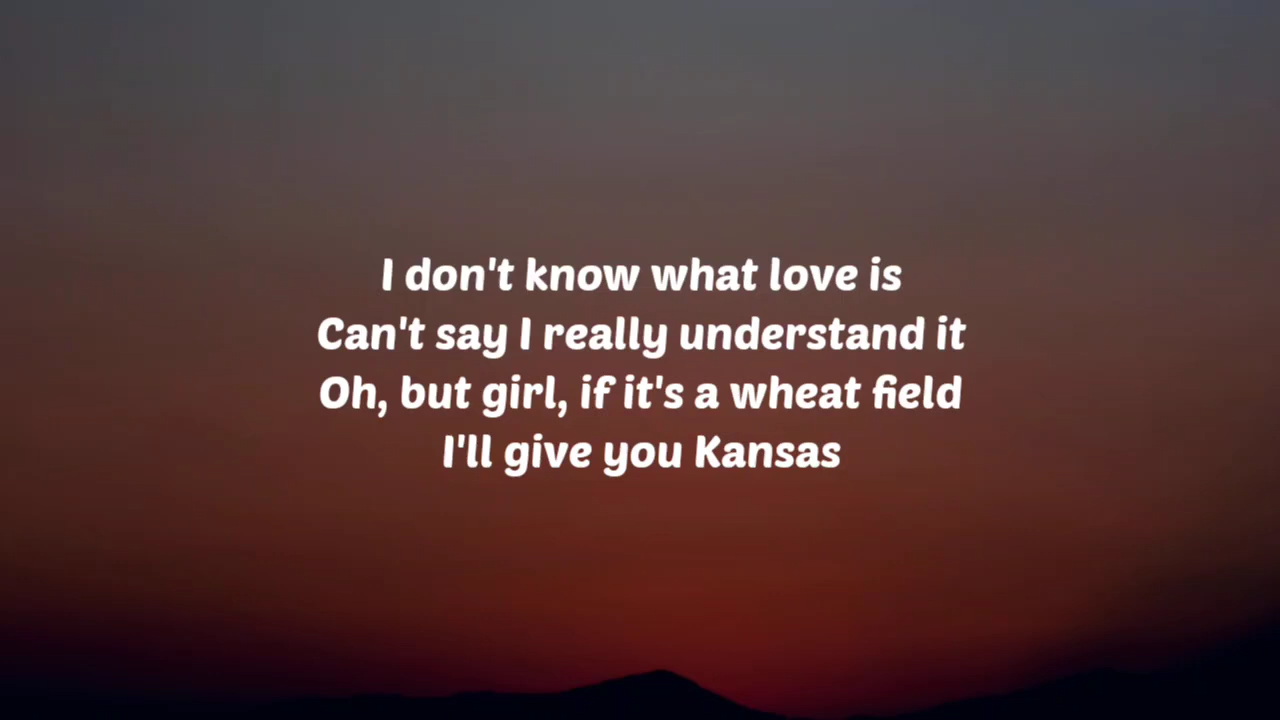 I don't know what love is
Can't say I really understand it
Oh, but girl, if it's a wheat field
I'll give you Kansas